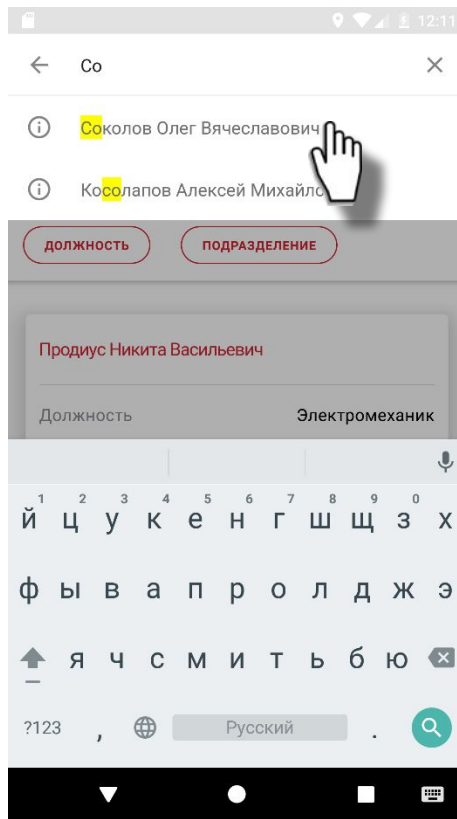 12:11
Со
Соколов Олег Вячеславович
Косолапов Алексей Михайло
ДОЛЖНОСТЬ ПОДРАЗДЕЛЕНИЕ
Продиус Никита Васильевич
Должность Электромеханик
1 2 3 4 5 6 7 8 9 0
й ц у к е н г ш щ з х
ф ы в а п р о л д ж э
я ч с м и т ь б ю
?123 , Русский .